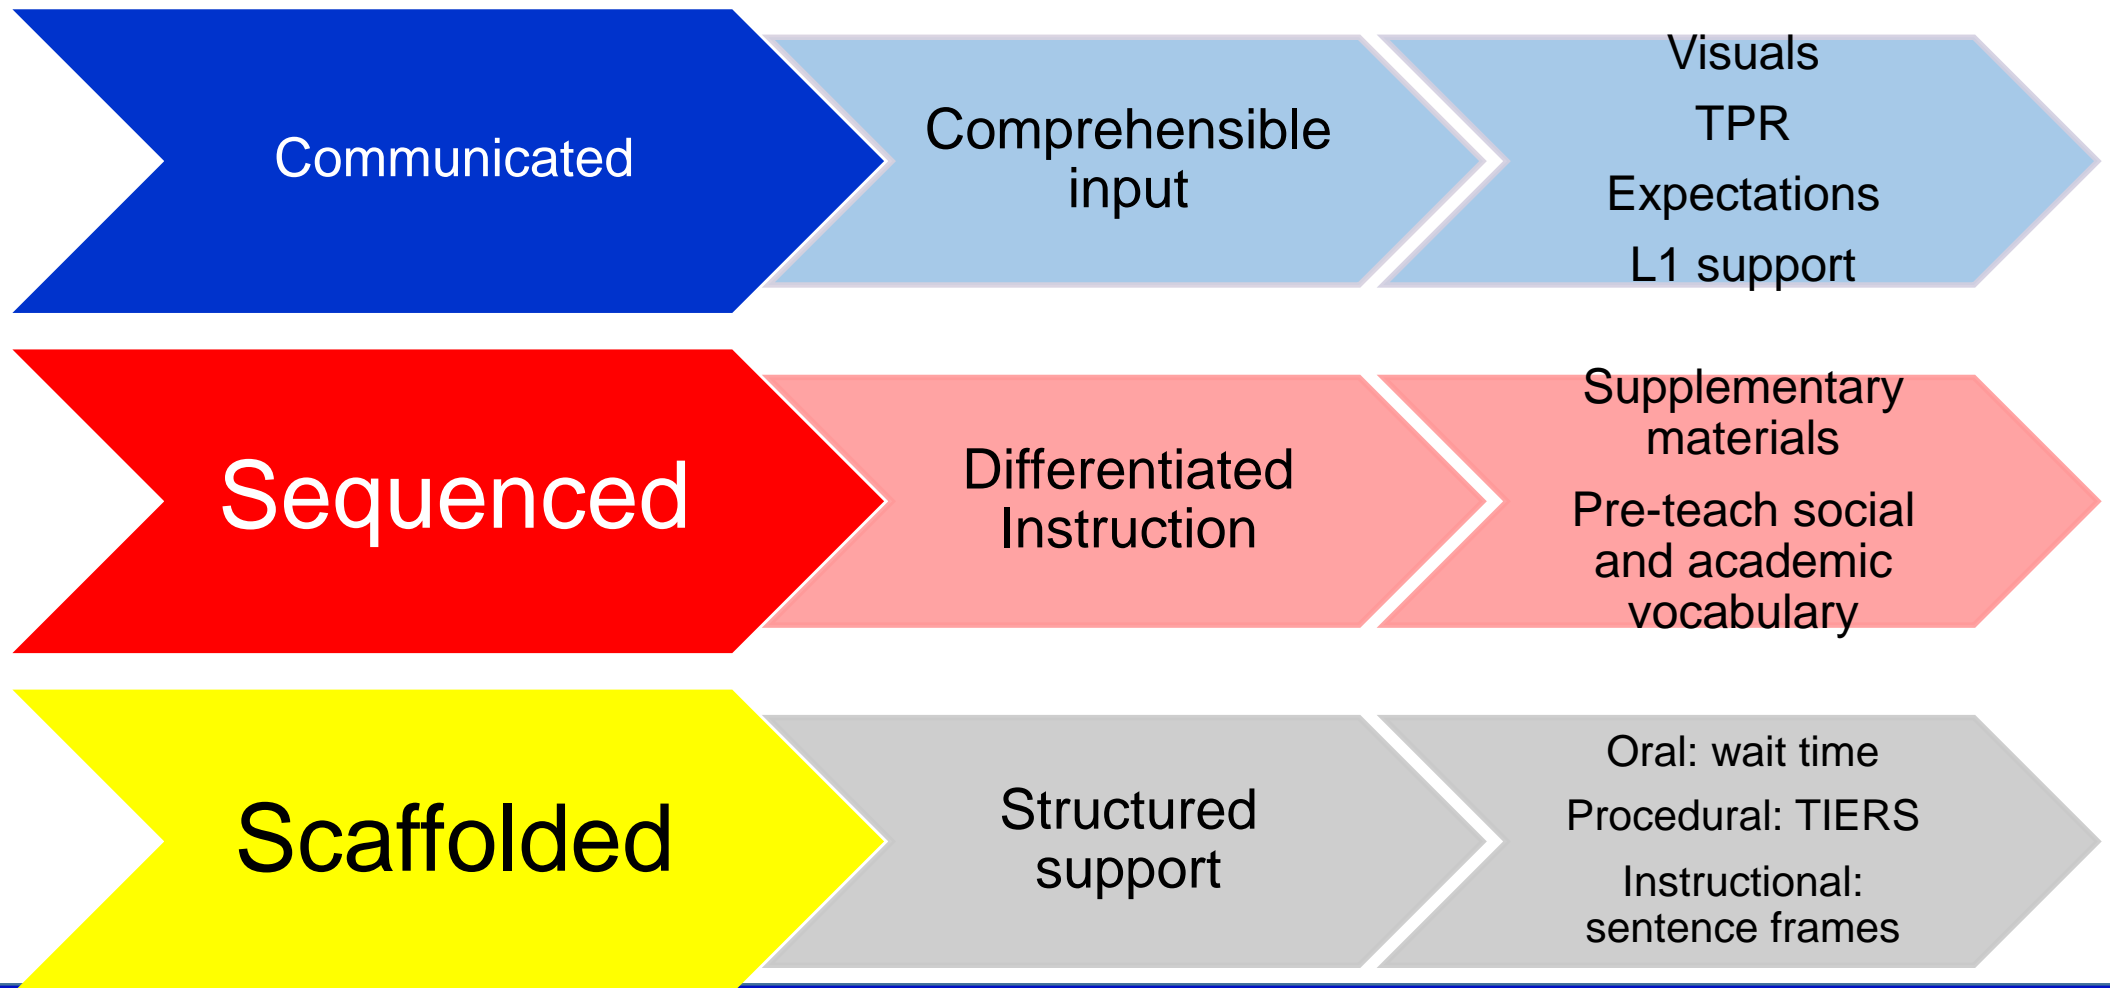 Communicated
Comprehensible
input
Visuals
TPR
Expectations
L1 support
Sequenced
Differentiated
Instruction
Supplementary
materials
Pre-teach social
and academic
vocabulary
Scaffolded
Structured
support
Oral: wait time
Procedural: TIERS
Instructional:
sentence frames